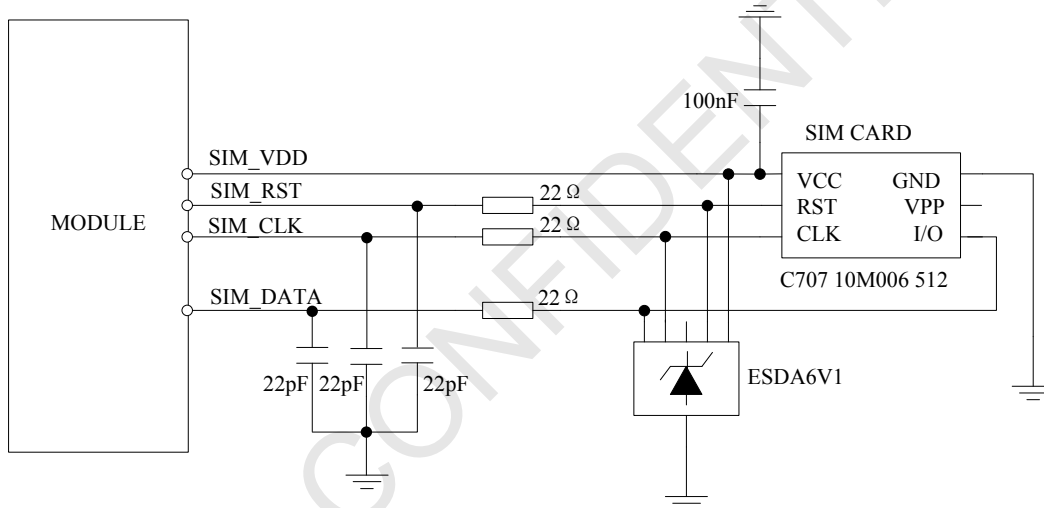 100nF
SIM CARD
SIM_VDD
VCC GND
SIM_RST
22 Ω
RST VPP
MODULE
SIM_CLK
22 Ω
CLK I/O
C707 10M006 512
SIM_DATA
22 Ω
22pF 22pF 22pF
ESDA6V1
CONFIDENT